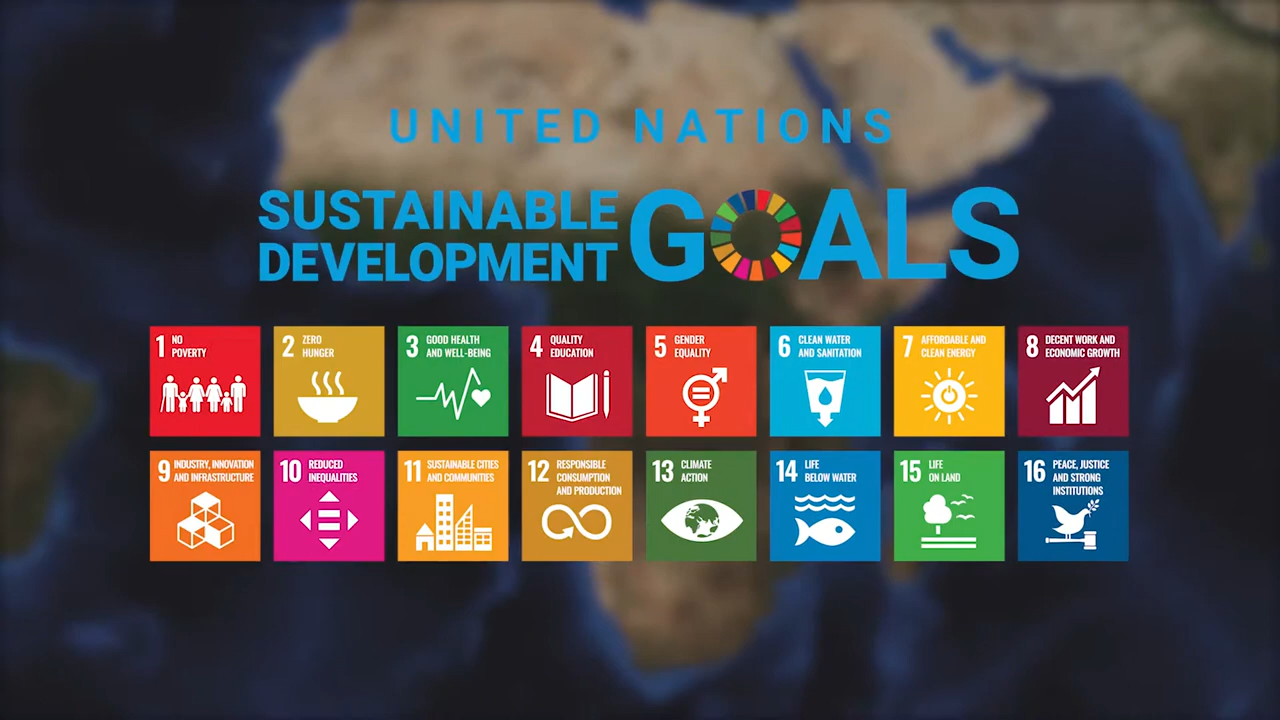 UNITED NATIONS
SUSTAINABLE
DEVELOPMENT
GOALS
1 NO
POVERTY
2 ZERO
HUNGER
3 GOOD HEALTH
AND WELL-BEING
4 QUALITY
EDUCATION
5 GENDER
EQUALITY
6 CLEAN WATER
AND SANITATION
7 AFFORDABLE AND
CLEAN ENERGY
8 DECENT WORK AND
ECONOMIC GROWTH
9 INDUSTRY, INNOVATION
AND INFRASTRUCTURE
10 REDUCED
INEQUALITIES
11 SUSTAINABLE CITIES
AND COMMUNITIES
12 RESPONSIBLE
CONSUMPTION
AND PRODUCTION
13 CLIMATE
ACTION
14 LIFE
BELOW WATER
15 LIFE
ON LAND
16 PEACE, JUSTICE
AND STRONG
INSTITUTIONS